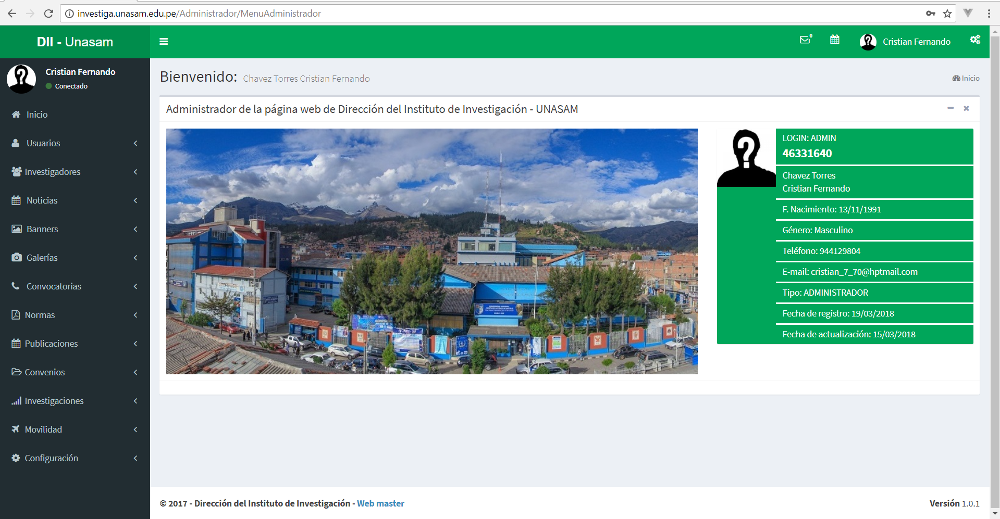 investiga.unasam.edu.pe/Administrador/MenuAdministrador
DII - Unasam
0
Cristian Fernando
Cristian Fernando
Conectado
Bienvenido: Chavez Torres Cristian Fernando
Inicio
Inicio
Usuarios
Investigadores
Noticias
Banners
Galerías
Convocatorias
Normas
Publicaciones
Convenios
Investigaciones
Movilidad
Configuración
Administrador de la página web de Dirección del Instituto de Investigación - UNASAM
LOGIN: ADMIN
46331640
Chavez Torres
Cristian Fernando
F. Nacimiento: 13/11/1991
Género: Masculino
Teléfono: 944129804
E-mail: cristian_7_70@hptmail.com
Tipo: ADMINISTRADOR
Fecha de registro: 19/03/2018
Fecha de actualización: 15/03/2018
© 2017 - Dirección del Instituto de Investigación - Web master
Versión 1.0.1